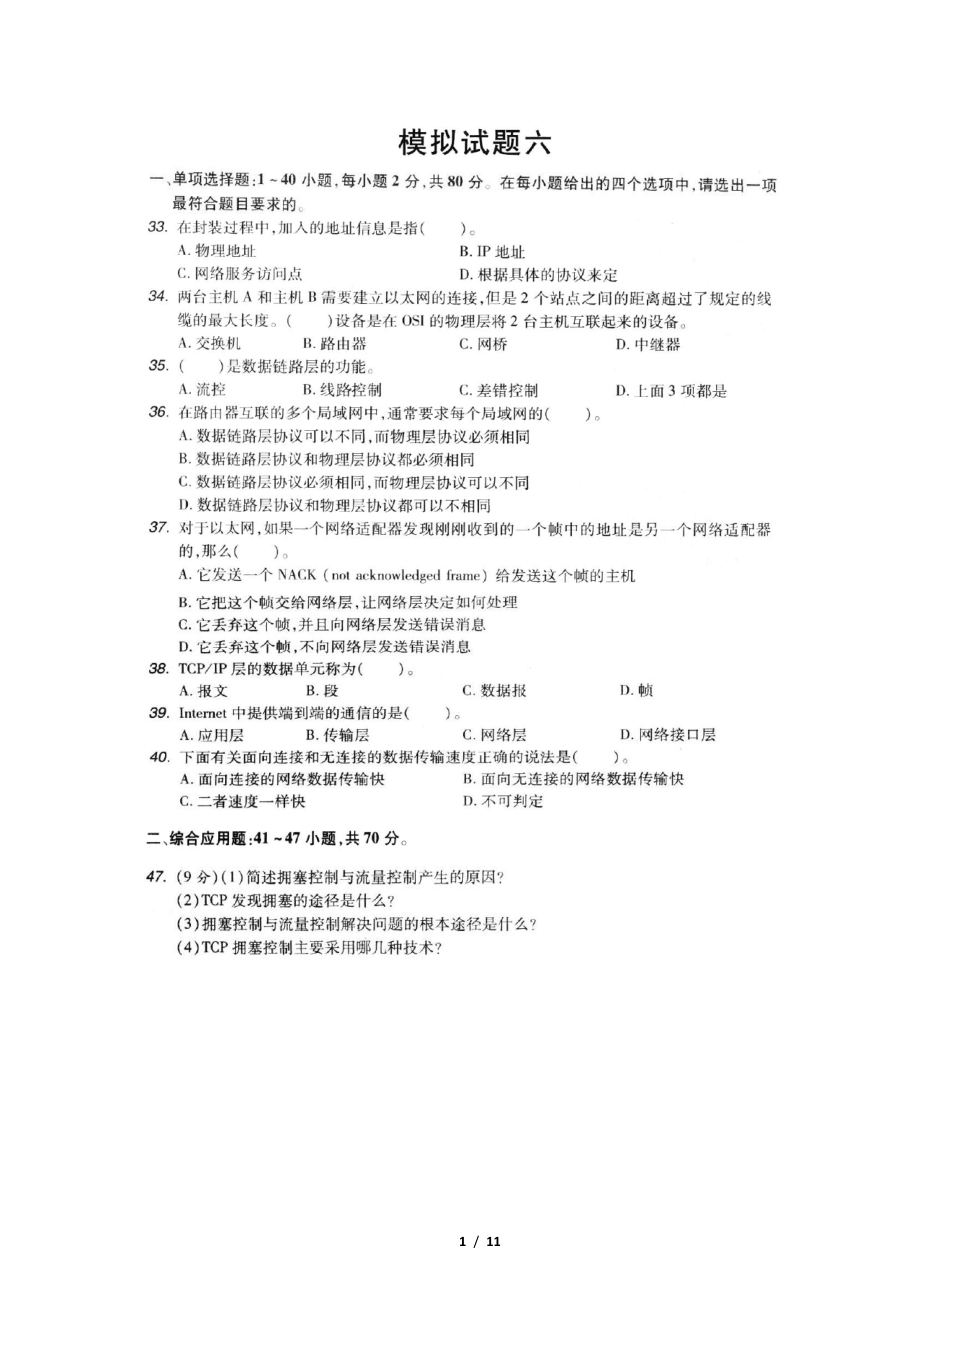 模拟试题六
一、单项选择题:1~40 小题,每小题 2 分,共 80 分。在每小题给出的四个选项中,请选出一项
最符合题目要求的。
33. 在封装过程中,加入的地址信息是指(  )。
A. 物理地址 B. IP 地址
C. 网络服务访问点 D. 根据具体的协议来定
34. 两台主机 A 和主机 B 需要建立以太网的连接,但是 2 个站点之间的距离超过了规定的线
缆的最大长度。(  )设备是在 OSI 的物理层将 2 台主机互联起来的设备。
A. 交换机 B. 路由器 C. 网桥 D. 中继器
35. (  )是数据链路层的功能。
A. 流控 B. 线路控制 C. 差错控制 D. 上面 3 项都是
36. 在路由器互联的多个局域网中,通常要求每个局域网的(  )。
A. 数据链路层协议可以不同,而物理层协议必须相同
B. 数据链路层协议和物理层协议都必须相同
C. 数据链路层协议必须相同,而物理层协议可以不同
D. 数据链路层协议和物理层协议都可以不相同
37. 对于以太网,如果一个网络适配器发现刚刚收到的一个帧中的地址是另一个网络适配器
的,那么(  )。
A. 它发送一个 NACK (not acknowledged frame) 给发送这个帧的主机
B. 它把这个帧交给网络层,让网络层决定如何处理
C. 它丢弃这个帧,并且向网络层发送错误消息
D. 它丢弃这个帧,不向网络层发送错误消息
38. TCP/IP 层的数据单元称为(  )。
A. 报文 B. 段 C. 数据报 D. 帧
39. Internet 中提供端到端的通信的是(  )。
A. 应用层 B. 传输层 C. 网络层 D. 网络接口层
40. 下面有关面向连接和无连接的数据传输速度正确的说法是(  )。
A. 面向连接的网络数据传输快 B. 面向无连接的网络数据传输快
C. 二者速度一样快 D. 不可判定
二、综合应用题:41~47 小题,共 70 分。
47. (9 分)(1)简述拥塞控制与流量控制产生的原因?
(2)TCP 发现拥塞的途径是什么?
(3)拥塞控制与流量控制解决问题的根本途径是什么?
(4)TCP 拥塞控制主要采用哪几种技术?
1 / 11